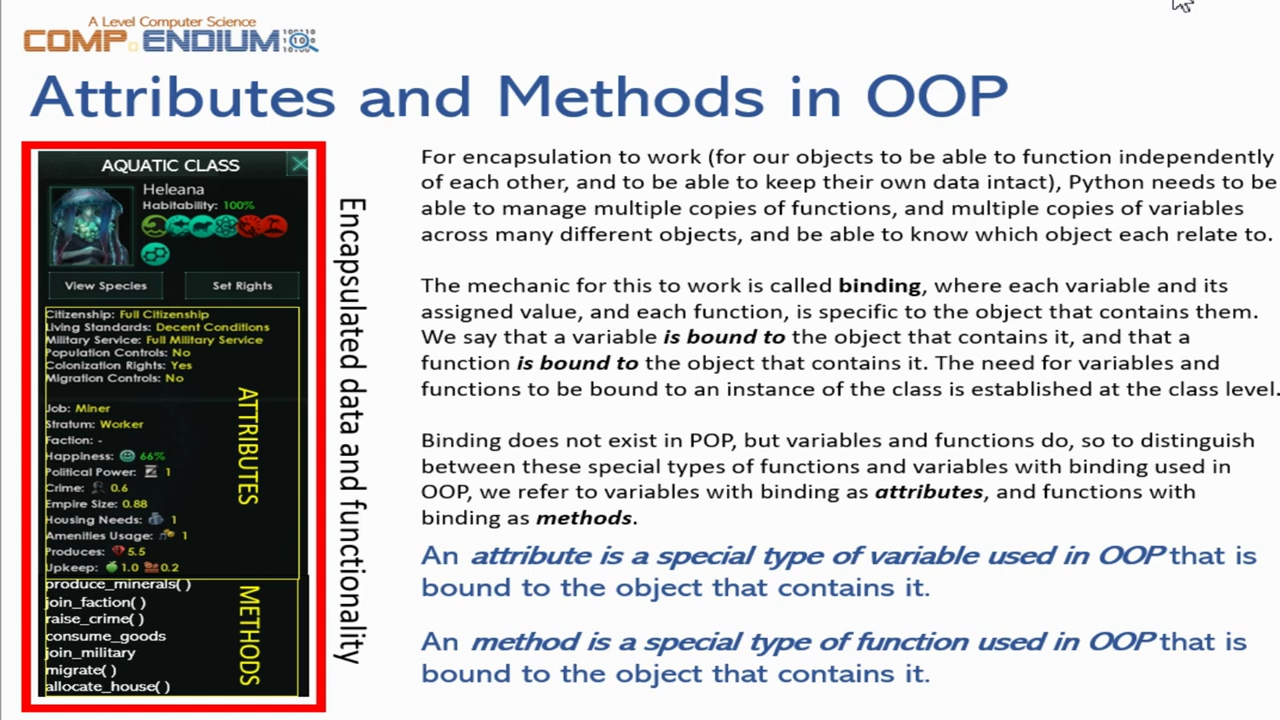 A Level Computer Science
COMP.ENDIUM
Attributes and Methods in OOP
AQUATIC CLASS
Heleana
Habitability: 100%
View Species
Set Rights
Citizenship: Full Citizenship
Living Standards: Decent Conditions
Military Service: Full Military Service
Population Controls: No
Colonization Rights: Yes
Migration Controls: No
Job: Miner
Stratum: Worker
Faction: -
Happiness: 66%
Political Power: 1
Crime: 0.6
Empire Size: 0.88
Housing Needs: 1
Amenities Usage: 1
Produces: 5.5
Upkeep: 1.0 0.2
ATTRIBUTES
produce_minerals( )
join_faction( )
raise_crime( )
consume_goods
join_military
migrate( )
allocate_house( )
METHODS
Encapsulated data and functionality
For encapsulation to work (for our objects to be able to function independently
of each other, and to be able to keep their own data intact), Python needs to be
able to manage multiple copies of functions, and multiple copies of variables
across many different objects, and be able to know which object each relate to.
The mechanic for this to work is called binding, where each variable and its
assigned value, and each function, is specific to the object that contains them.
We say that a variable is bound to the object that contains it, and that a
function is bound to the object that contains it. The need for variables and
functions to be bound to an instance of the class is established at the class level.
Binding does not exist in POP, but variables and functions do, so to distinguish
between these special types of functions and variables with binding used in
OOP, we refer to variables with binding as attributes, and functions with
binding as methods.
An attribute is a special type of variable used in OOP that is
bound to the object that contains it.
An method is a special type of function used in OOP that is
bound to the object that contains it.